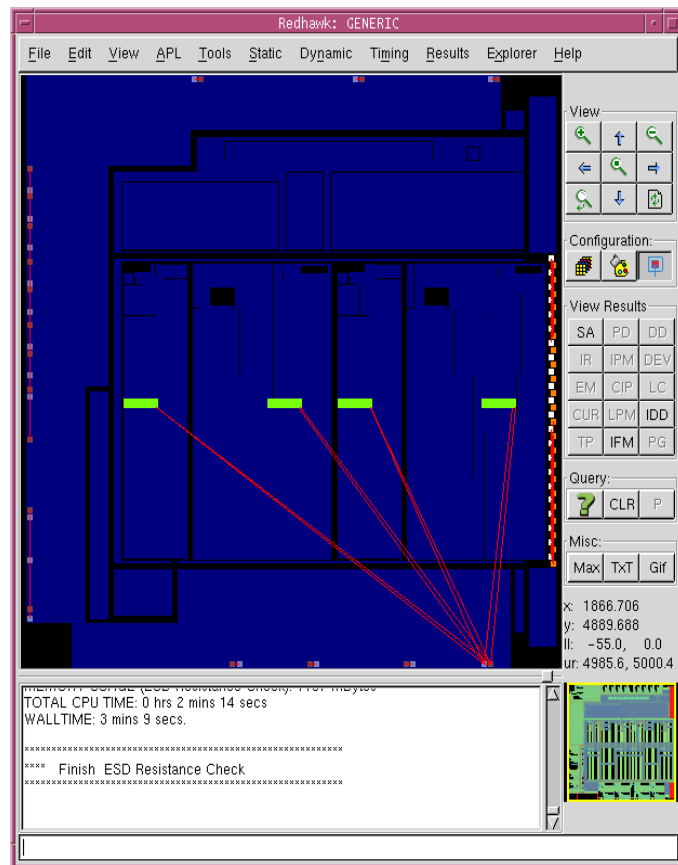 Redhawk: GENERIC
File Edit View APL Tools Static Dynamic Timing Results Explorer Help
View
Configuration:
View Results
SA PD DD
IR IPM DEV
EM CIP LC
CUR LPM IDD
TP IFM PG
Query:
CLR P
Misc:
Max TxT Gif
x: 1866.706
y: 4889.688
ll: -55.0, 0.0
ur: 4985.6, 5000.4
TOTAL CPU TIME: 0 hrs 2 mins 14 secs
WALLTIME: 3 mins 9 secs.
**** Finish ESD Resistance Check